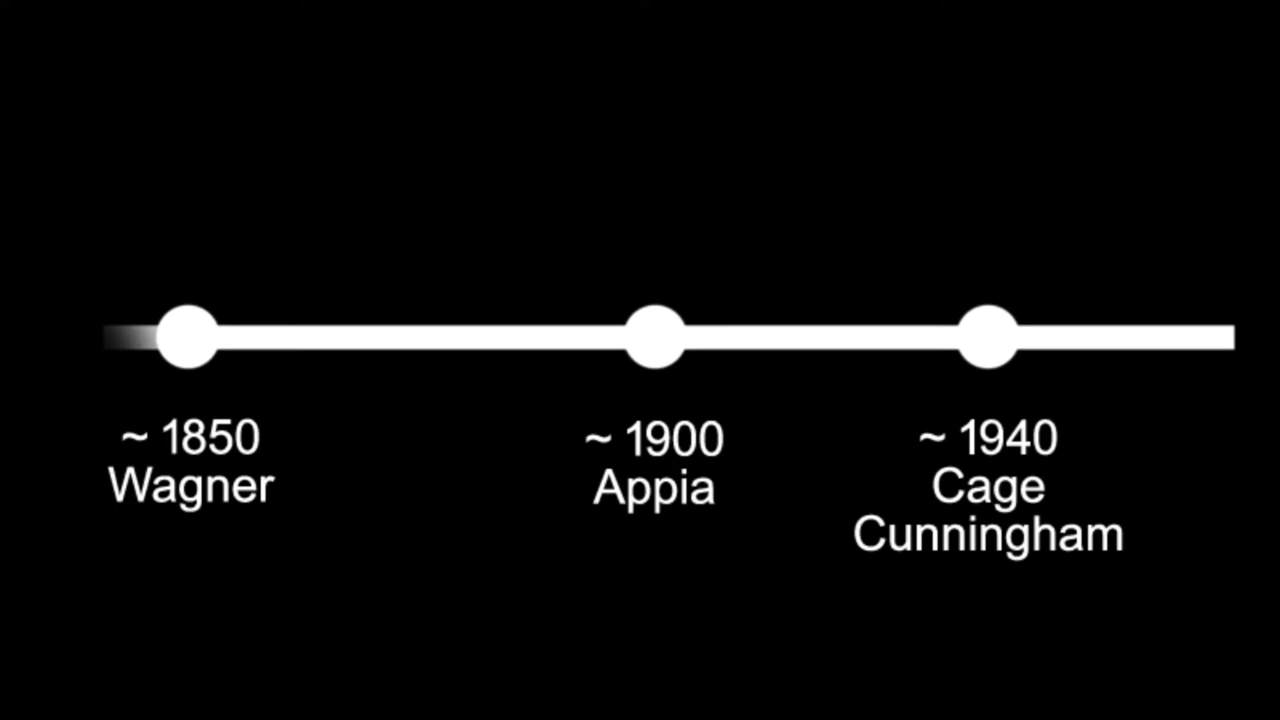 ~ 1850
Wagner
~ 1900
Appia
~ 1940
Cage
Cunningham